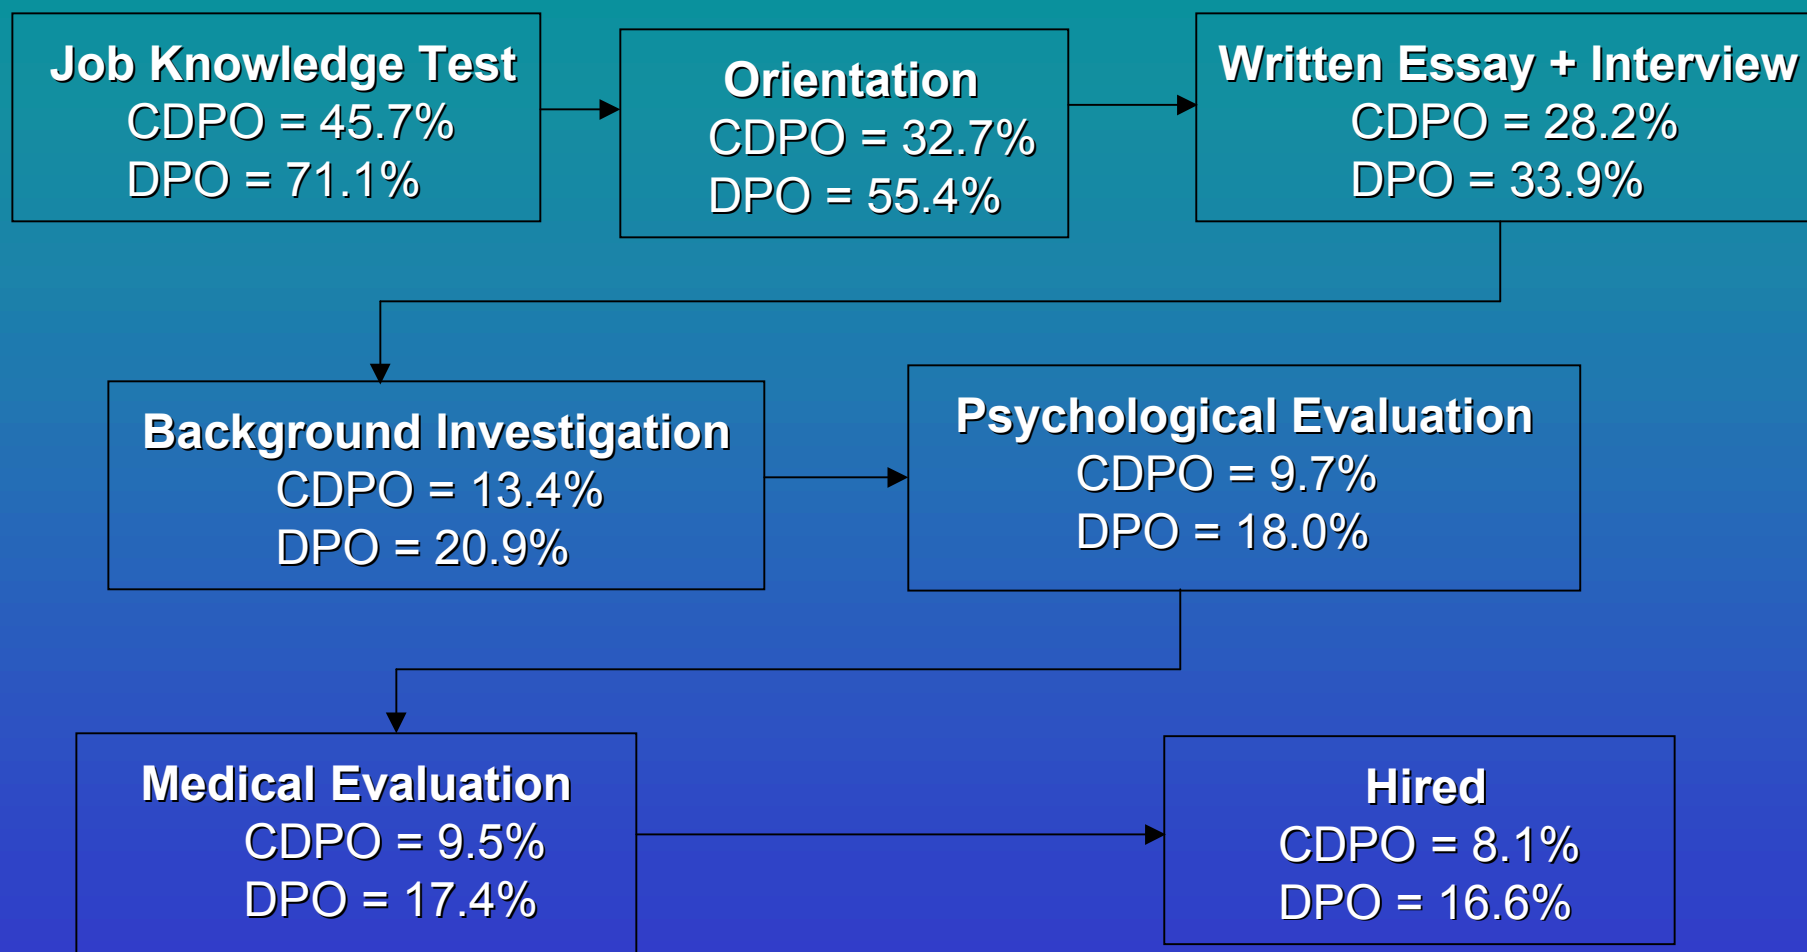 Job Knowledge Test
CDPO = 45.7%
DPO = 71.1%
Orientation
CDPO = 32.7%
DPO = 55.4%
Written Essay + Interview
CDPO = 28.2%
DPO = 33.9%
Background Investigation
CDPO = 13.4%
DPO = 20.9%
Psychological Evaluation
CDPO = 9.7%
DPO = 18.0%
Medical Evaluation
CDPO = 9.5%
DPO = 17.4%
Hired
CDPO = 8.1%
DPO = 16.6%